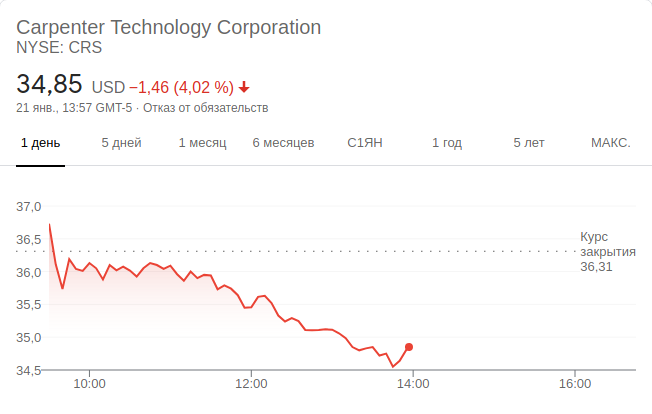 Carpenter Technology Corporation
NYSE: CRS
34,85 USD −1,46 (4,02 %)
21 янв., 13:57 GMT-5 · Отказ от обязательств
1 день 5 дней 1 месяц 6 месяцев С1ЯН 1 год 5 лет МАКС.
37,0
36,5
36,0
35,5
35,0
34,5
Курс
закрытия
36,31
10:00 12:00 14:00 16:00